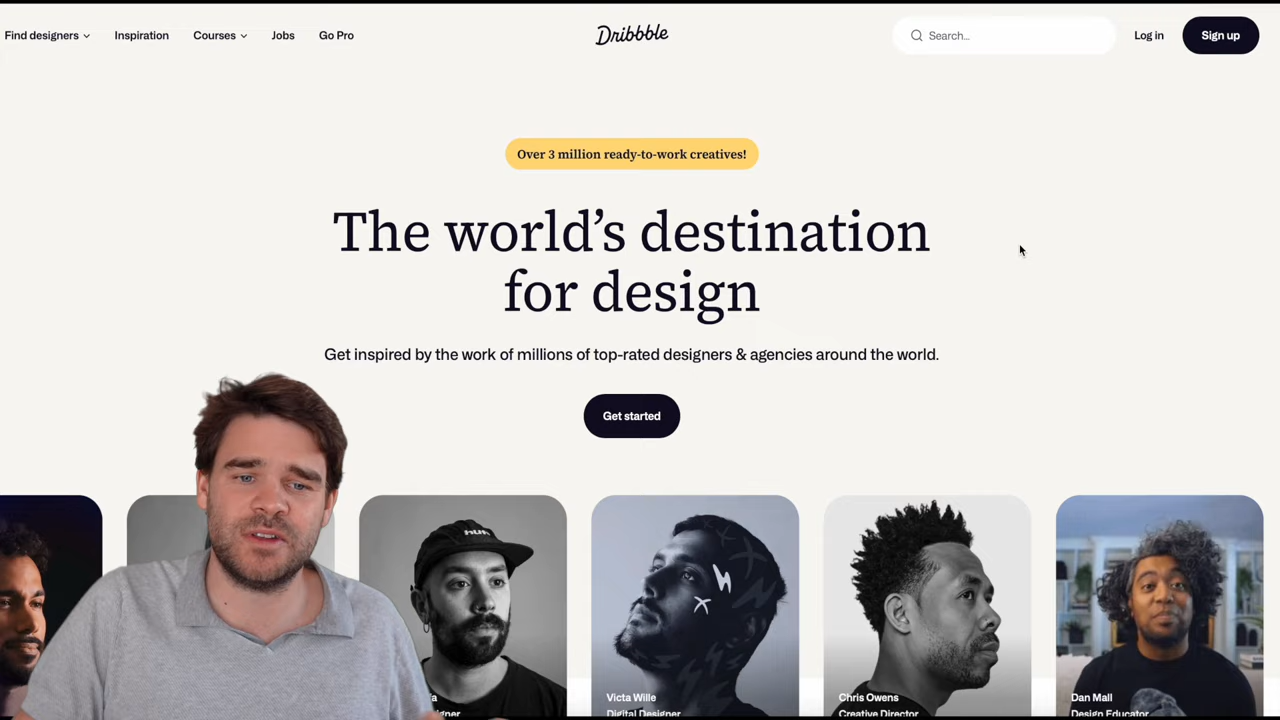 Find designers
Inspiration
Courses
Jobs
Go Pro
Dribbble
Search...
Log in
Sign up
Over 3 million ready-to-work creatives!
The world's destination
for design
Get inspired by the work of millions of top-rated designers & agencies around the world.
Get started
Victa Wille
Digital Designer
Chris Owens
Creative Director
Dan Mall
Design Educator